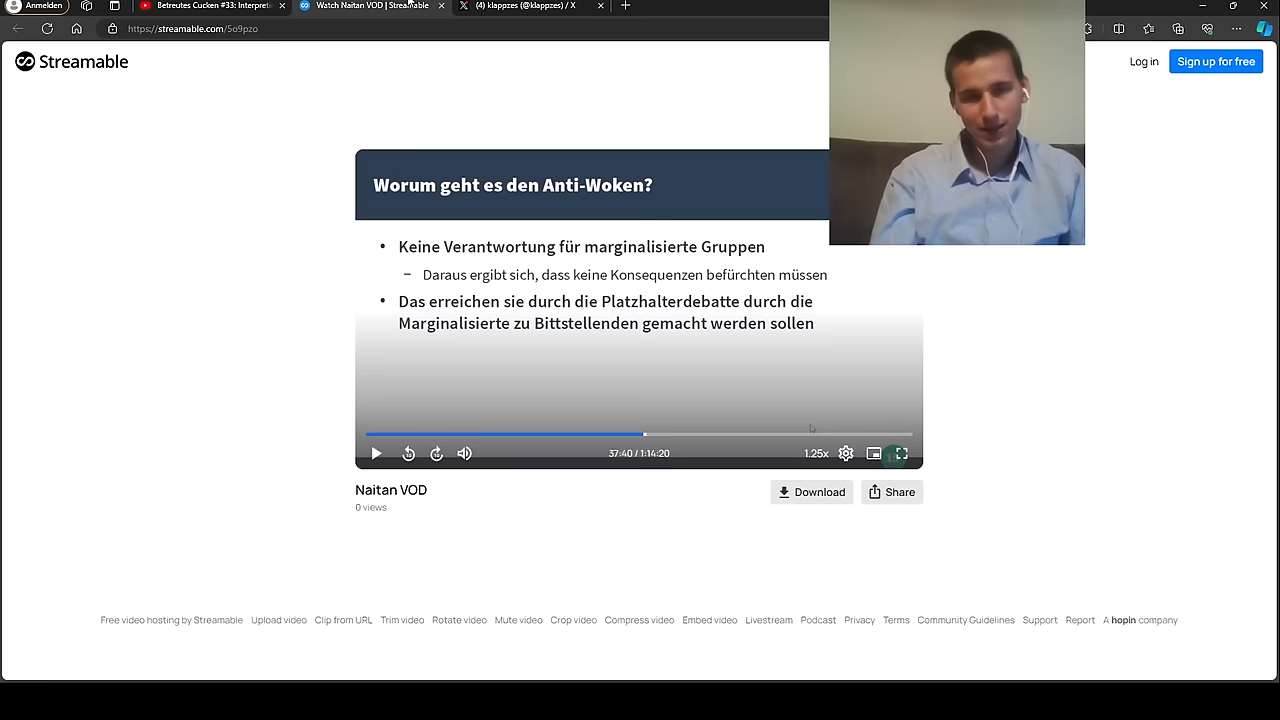 Anmelden
Betreutes Cucken #33: Interpreti
Watch Naitan VOD | Streamable
(4) klappzes (@klappzes) / X
https://streamable.com/5o9pzo
Streamable
Log in
Sign up for free
Worum geht es den Anti-Woken?
• Keine Verantwortung für marginalisierte Gruppen
– Daraus ergibt sich, dass keine Konsequenzen befürchten müssen
• Das erreichen sie durch die Platzhalterdebatte durch die
Marginalisierte zu Bittstellenden gemacht werden sollen
37:40 / 1:14:20
1.25x
Naitan VOD
0 views
Download
Share
Free video hosting by Streamable Upload video Clip from URL Trim video Rotate video Mute video Crop video Compress video Embed video Livestream Podcast Privacy Terms Community Guidelines Support Report A hopin company